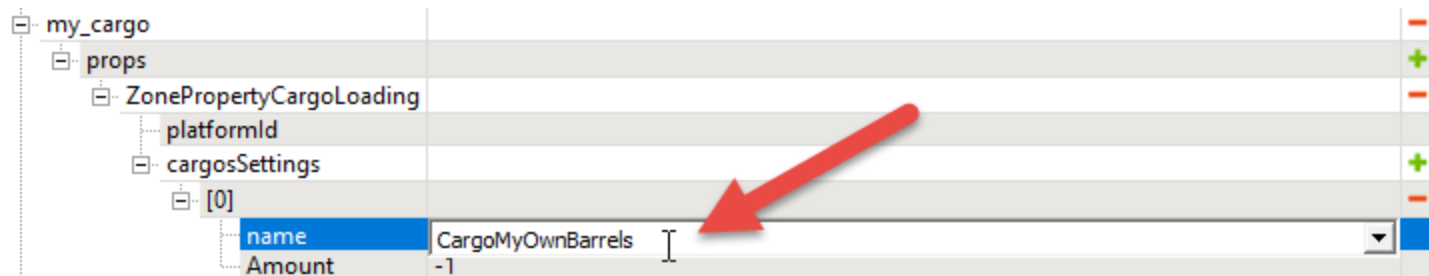 my_cargo
props
ZonePropertyCargoLoading
platformId
cargosSettings
[0]
name CargoMyOwnBarrels
Amount -1